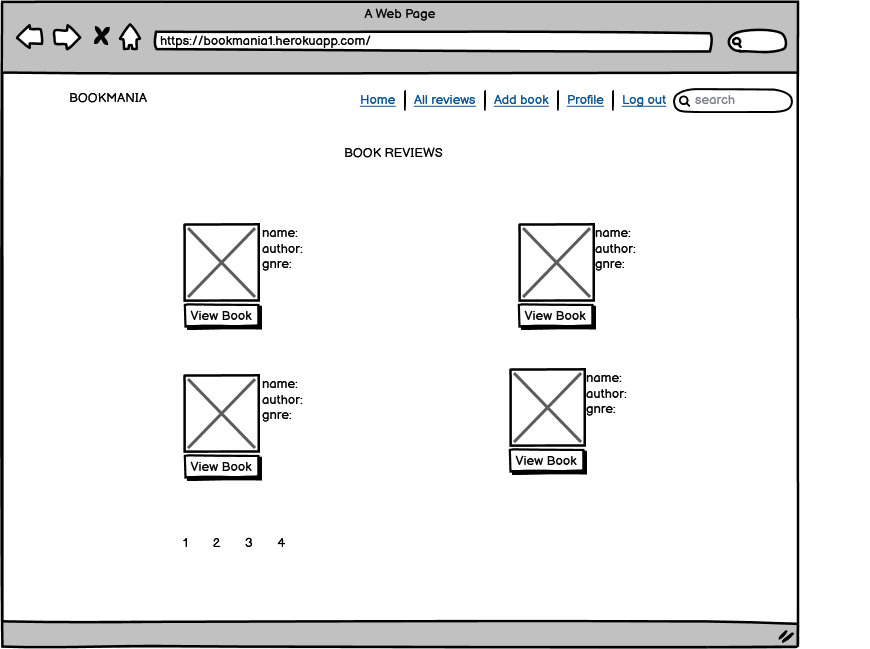 A Web Page
https://bookmania1.herokuapp.com/
BOOKMANIA
Home | All reviews | Add book | Profile | Log out
search
BOOK REVIEWS
name:
author:
gnre:
View Book
name:
author:
gnre:
View Book
name:
author:
gnre:
View Book
name:
author:
gnre:
View Book
1 2 3 4